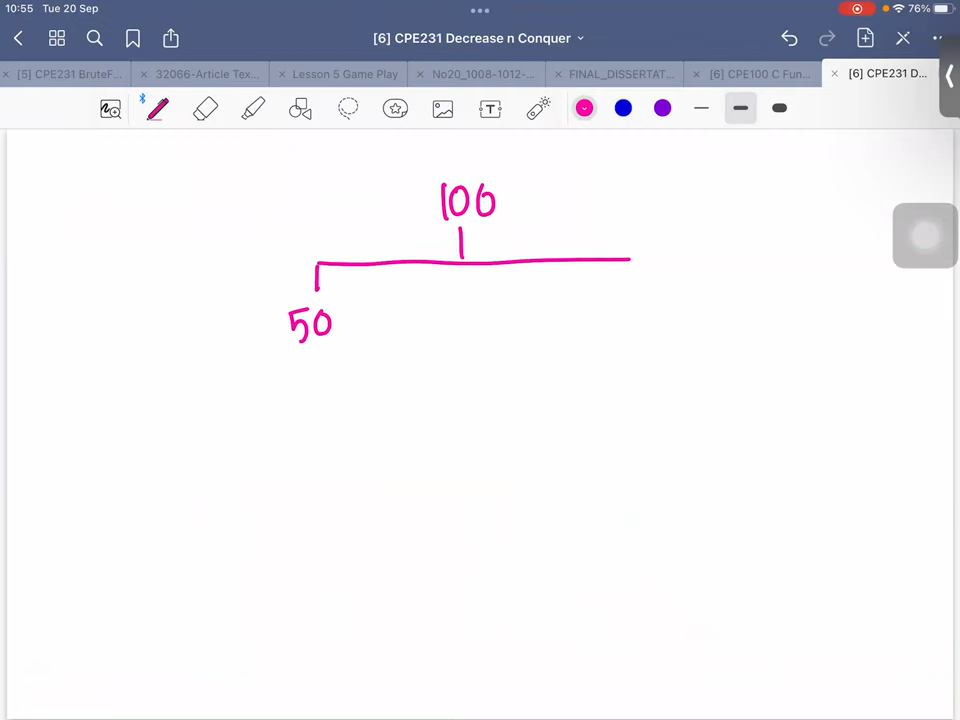 10:55 Tue 20 Sep 76%
[6] CPE231 Decrease n Conquer
[5] CPE231 BruteF... 32066-Article Tex... Lesson 5 Game Play No20_1008-1012-... FINAL_DISSERTAT... [6] CPE100 C Fun... [6] CPE231 D...
T
100
50